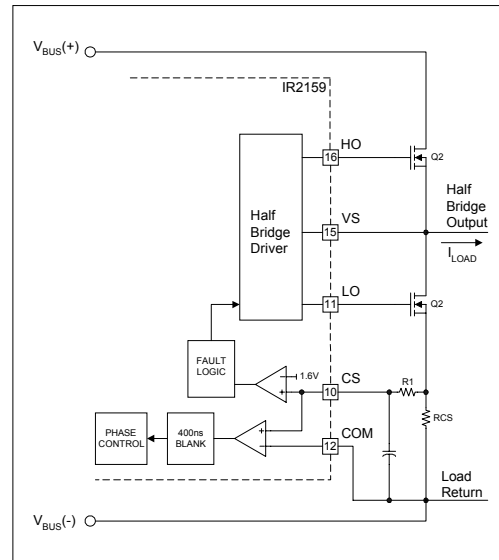 V_BUS(+)
IR2159
HO
16
Q2
Half
Bridge
Driver
Half
Bridge
Output
VS
15
I_LOAD
LO
11
Q2
FAULT
LOGIC
1.6V
CS
10
R1
RCS
PHASE
CONTROL
400ns
BLANK
COM
12
Load
Return
V_BUS(-)